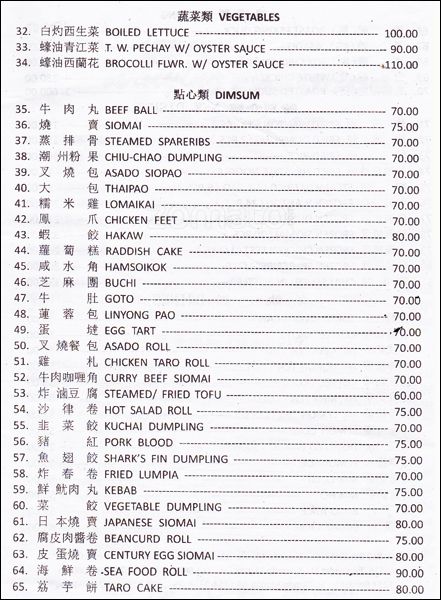 蔬菜類 VEGETABLES
32. 白灼西生菜 BOILED LETTUCE 100.00
33. 蠔油青江菜 T. W. PECHAY W/ OYSTER SAUCE 90.00
34. 蠔油西蘭花 BROCOLLI FLWR. W/ OYSTER SAUCE 110.00
點心類 DIMSUM
35. 牛肉丸 BEEF BALL 70.00
36. 燒賣 SIOMAI 75.00
37. 蒸排骨 STEAMED SPARERIBS 70.00
38. 潮州粉果 CHIU-CHAO DUMPLING 70.00
39. 叉燒包 ASADO SIOPAO 70.00
40. 大包 THAIPAO 70.00
41. 糯米雞 LOMAIKAI 70.00
42. 鳳爪 CHICKEN FEET 70.00
43. 蝦餃 HAKAW 80.00
44. 蘿蔔糕 RADDISH CAKE 70.00
45. 咸水角 HAMSOIKOK 70.00
46. 芝麻團 BUCHI 70.00
47. 牛肚 GOTO 70.00
48. 蓮蓉包 LINYONG PAO 70.00
49. 蛋撻 EGG TART 70.00
50. 叉燒餐包 ASADO ROLL 70.00
51. 雞札 CHICKEN TARO ROLL 70.00
52. 牛肉咖喱角 CURRY BEEF SIOMAI 70.00
53. 炸滷豆腐 STEAMED/ FRIED TOFU 60.00
54. 沙律卷 HOT SALAD ROLL 75.00
55. 韭菜餃 KUCHAI DUMPLING 70.00
56. 豬紅 PORK BLOOD 75.00
57. 魚翅餃 SHARK'S FIN DUMPLING 70.00
58. 炸春卷 FRIED LUMPIA 70.00
59. 鮮魷肉丸 KEBAB 75.00
60. 菜餃 VEGETABLE DUMPLING 70.00
61. 日本燒賣 JAPANESE SIOMAI 80.00
62. 腐皮肉醬卷 BEANCURD ROLL 75.00
63. 皮蛋燒賣 CENTURY EGG SIOMAI 80.00
64. 海鮮卷 SEA FOOD ROLL 90.00
65. 荔芋餅 TARO CAKE 80.00